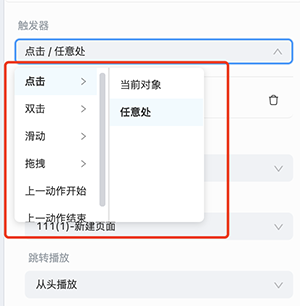 触发器
点击 / 任意处
点击
双击
滑动
拖拽
上一动作开始
上一动作结束
当前对象
任意处
111(1)-新建页面
跳转播放
从头播放